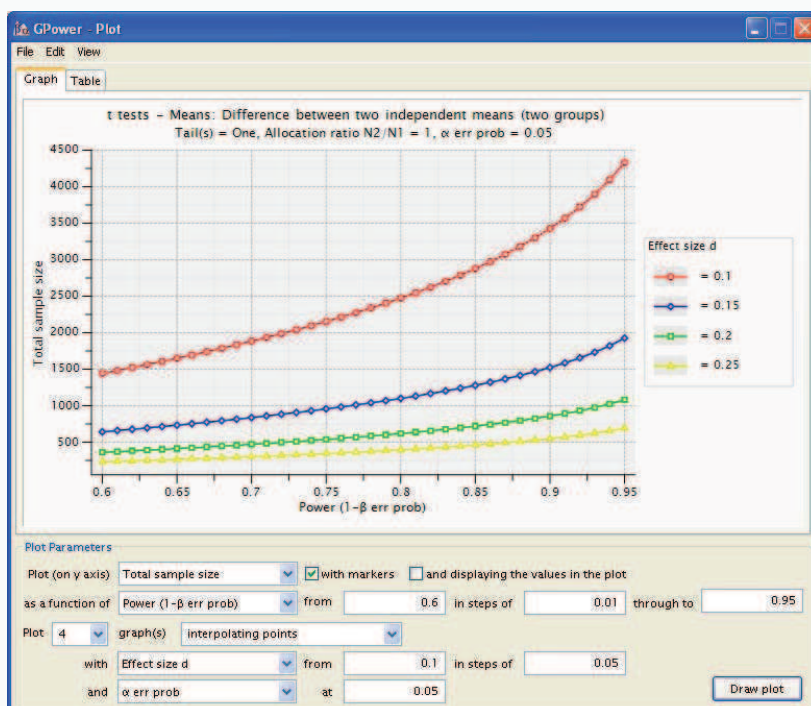 GPower - Plot
File Edit View
Graph Table
t tests - Means: Difference between two independent means (two groups)
Tail(s) = One, Allocation ratio N2/N1 = 1, α err prob = 0.05
Total sample size
4500
4000
3500
3000
2500
2000
1500
1000
500
0.6 0.65 0.7 0.75 0.8 0.85 0.9 0.95
Power (1-β err prob)
Effect size d
= 0.1
= 0.15
= 0.2
= 0.25
Plot Parameters
Plot (on y axis) Total sample size with markers and displaying the values in the plot
as a function of Power (1-β err prob) from 0.6 in steps of 0.01 through to 0.95
Plot 4 graph(s) interpolating points
with Effect size d from 0.1 in steps of 0.05
and α err prob at 0.05
Draw plot